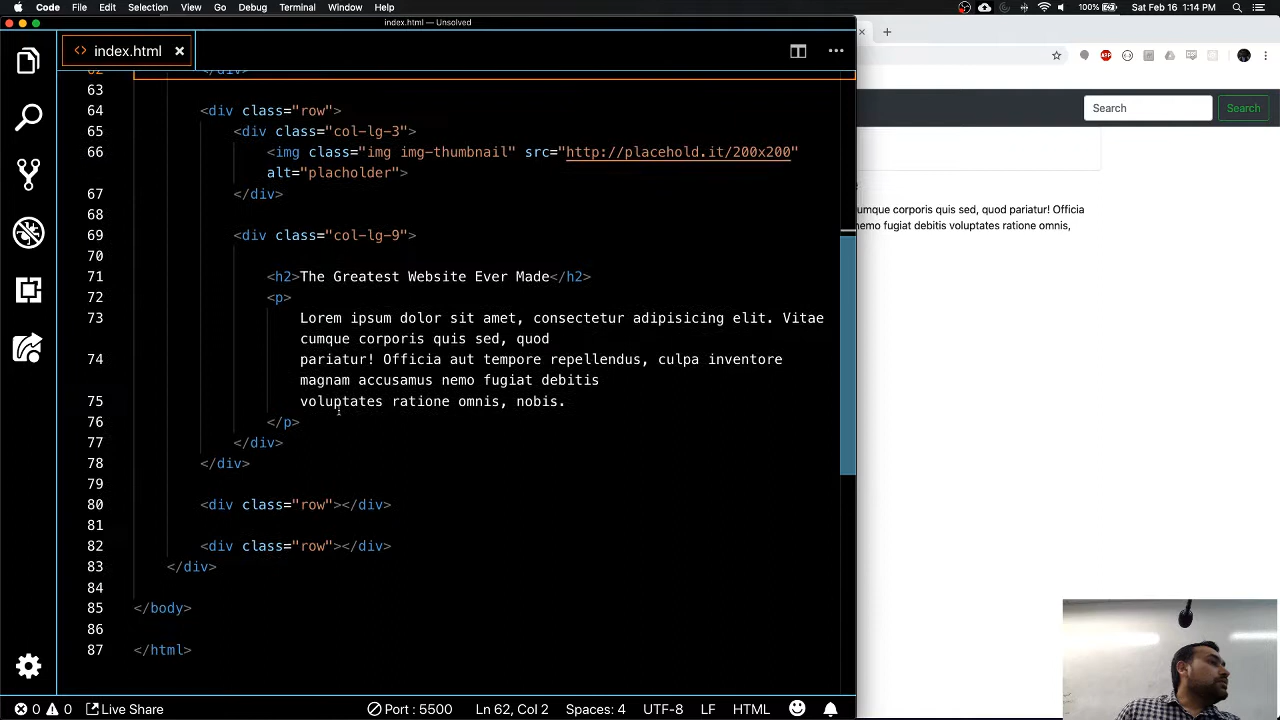 Code File Edit Selection View Go Debug Terminal Window Help 100% Sat Feb 16 1:14 PM
index.html — Unsolved
<> index.html ×
62 </div>
63
64 <div class="row">
65 <div class="col-lg-3">
66 <img class="img img-thumbnail" src="http://placehold.it/200x200"
alt="placholder">
67 </div>
68
69 <div class="col-lg-9">
70
71 <h2>The Greatest Website Ever Made</h2>
72 <p>
73 Lorem ipsum dolor sit amet, consectetur adipisicing elit. Vitae
cumque corporis quis sed, quod
74 pariatur! Officia aut tempore repellendus, culpa inventore
magnam accusamus nemo fugiat debitis
75 voluptates ratione omnis, nobis.
76 </p>
77 </div>
78 </div>
79
80 <div class="row"></div>
81
82 <div class="row"></div>
83 </div>
84
85 </body>
86
87 </html>
0 0 Live Share Port : 5500 Ln 62, Col 2 Spaces: 4 UTF-8 LF HTML
ABP
Search Search
umque corporis quis sed, quod pariatur! Officia
nemo fugiat debitis voluptates ratione omnis,